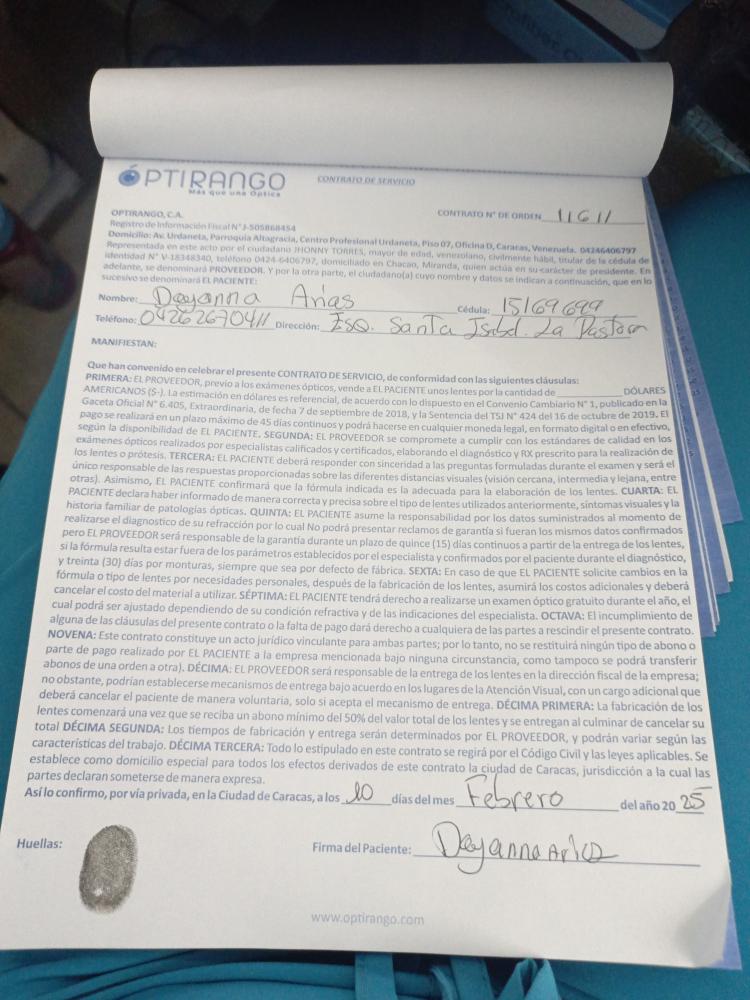 ÓPTIRANGO
Más que una Óptica
CONTRATO DE SERVICIO
OPTIRANGO, C.A.
CONTRATO N° DE ORDEN 11611
Registro de Información Fiscal N° J-505868454
Domicilio: Av. Urdaneta, Parroquia Altagracia, Centro Profesional Urdaneta, Piso 07, Oficina D, Caracas, Venezuela. 04246406797
Representada en este acto por el ciudadano JHONNY TORRES, mayor de edad, venezolano, civilmente hábil, titular de la cédula de
identidad N° V-18348340, teléfono 0424-6406797, domiciliado en Chacao, Miranda, quien actúa en su carácter de presidente. En
adelante, se denominará PROVEEDOR. Y por la otra parte, el ciudadano(a) cuyo nombre y datos se indican a continuación, que en lo
sucesivo se denominará EL PACIENTE:
Nombre: Dayanna Arias Cédula: 15169699
Teléfono: 04262670411 Dirección: Esq. Santa Isabel. La Pastora
MANIFIESTAN:
Que han convenido en celebrar el presente CONTRATO DE SERVICIO, de conformidad con las siguientes cláusulas:
PRIMERA: EL PROVEEDOR, previo a los exámenes ópticos, vende a EL PACIENTE unos lentes por la cantidad de DÓLARES
AMERICANOS ($-). La estimación en dólares es referencial, de acuerdo con lo dispuesto en el Convenio Cambiario N° 1, publicado en la
Gaceta Oficial N° 6.405, Extraordinaria, de fecha 7 de septiembre de 2018, y la Sentencia del TSJ N° 424 del 16 de octubre de 2019. El
pago se realizará en un plazo máximo de 45 días continuos y podrá hacerse en cualquier moneda legal, en formato digital o en efectivo,
según la disponibilidad de EL PACIENTE. SEGUNDA: EL PROVEEDOR se compromete a cumplir con los estándares de calidad en los
exámenes ópticos realizados por especialistas calificados y certificados, elaborando el diagnóstico y RX prescrito para la realización de
los lentes o prótesis. TERCERA: EL PACIENTE deberá responder con sinceridad a las preguntas formuladas durante el examen y será el
único responsable de las respuestas proporcionadas sobre las diferentes distancias visuales (visión cercana, intermedia y lejana, entre
otras). Asimismo, EL PACIENTE confirmará que la fórmula indicada es la adecuada para la elaboración de los lentes. CUARTA: EL
PACIENTE declara haber informado de manera correcta y precisa sobre el tipo de lentes utilizados anteriormente, síntomas visuales y la
historia familiar de patologías ópticas. QUINTA: EL PACIENTE asume la responsabilidad por los datos suministrados al momento de
realizarse el diagnostico de su refracción por lo cual No podrá presentar reclamos de garantía si fueran los mismos datos confirmados
pero EL PROVEEDOR será responsable de la garantía durante un plazo de quince (15) días continuos a partir de la entrega de los lentes,
si la fórmula resulta estar fuera de los parámetros establecidos por el especialista y confirmados por el paciente durante el diagnóstico,
y treinta (30) días por monturas, siempre que sea por defecto de fábrica. SEXTA: En caso de que EL PACIENTE solicite cambios en la
fórmula o tipo de lentes por necesidades personales, después de la fabricación de los lentes, asumirá los costos adicionales y deberá
cancelar el costo del material a utilizar. SÉPTIMA: EL PACIENTE tendrá derecho a realizarse un examen óptico gratuito durante el año, el
cual podrá ser ajustado dependiendo de su condición refractiva y de las indicaciones del especialista. OCTAVA: El incumplimiento de
alguna de las cláusulas del presente contrato o la falta de pago dará derecho a cualquiera de las partes a rescindir el presente contrato.
NOVENA: Este contrato constituye un acto jurídico vinculante para ambas partes; por lo tanto, no se restituirá ningún tipo de abono o
parte de pago realizado por EL PACIENTE a la empresa mencionada bajo ninguna circunstancia, como tampoco se podrá transferir
abonos de una orden a otra). DÉCIMA: EL PROVEEDOR será responsable de la entrega de los lentes en la dirección fiscal de la empresa;
no obstante, podrían establecerse mecanismos de entrega bajo acuerdo en los lugares de la Atención Visual, con un cargo adicional que
deberá cancelar el paciente de manera voluntaria, solo si acepta el mecanismo de entrega. DÉCIMA PRIMERA: La fabricación de los
lentes comenzará una vez que se reciba un abono mínimo del 50% del valor total de los lentes y se entregan al culminar de cancelar su
total DÉCIMA SEGUNDA: Los tiempos de fabricación y entrega serán determinados por EL PROVEEDOR, y podrán variar según las
características del trabajo. DÉCIMA TERCERA: Todo lo estipulado en este contrato se regirá por el Código Civil y las leyes aplicables. Se
establece como domicilio especial para todos los efectos derivados de este contrato la ciudad de Caracas, jurisdicción a la cual las
partes declaran someterse de manera expresa.
Así lo confirmo, por vía privada, en la Ciudad de Caracas, a los 10 días del mes Febrero del año 2025
Huellas:
Firma del Paciente: Dayanna Arias
www.optirango.com